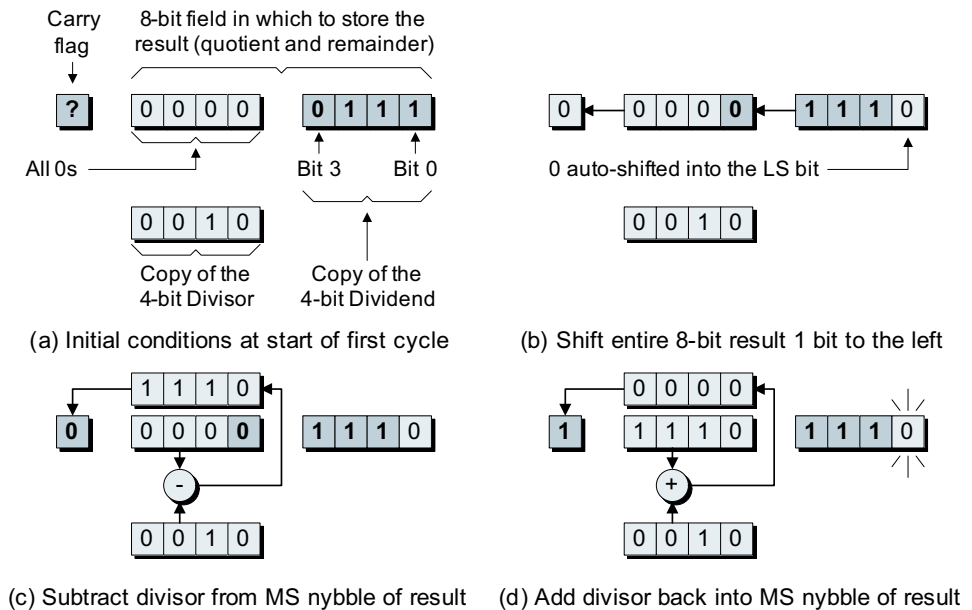 Carry flag
8-bit field in which to store the result (quotient and remainder)
? 0 0 0 0 0 1 1 1 1
All 0s Bit 3 Bit 0
0 0 1 0
Copy of the 4-bit Divisor
Copy of the 4-bit Dividend
(a) Initial conditions at start of first cycle
0 0 0 0 0 1 1 1 0
0 auto-shifted into the LS bit
0 0 1 0
(b) Shift entire 8-bit result 1 bit to the left
1 1 1 0
0 0 0 0 0 1 1 1 0
-
0 0 1 0
(c) Subtract divisor from MS nybble of result
0 0 0 0
1 1 1 1 0 1 1 1 0
+
0 0 1 0
(d) Add divisor back into MS nybble of result